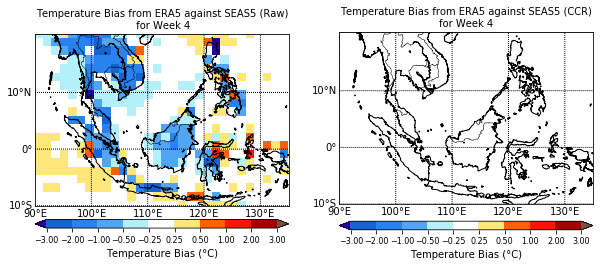 Temperature Bias from ERA5 against SEAS5 (Raw)
for Week 4
10°N
0°
10°S
90°E 100°E 110°E 120°E 130°E
−3.00 −2.00 −1.00 −0.50 −0.25 0.25 0.50 1.00 2.00 3.00
Temperature Bias (°C)
Temperature Bias from ERA5 against SEAS5 (CCR)
for Week 4
10°N
0°
10°S
90°E 100°E 110°E 120°E 130°E
−3.00 −2.00 −1.00 −0.50 −0.25 0.25 0.50 1.00 2.00 3.00
Temperature Bias (°C)